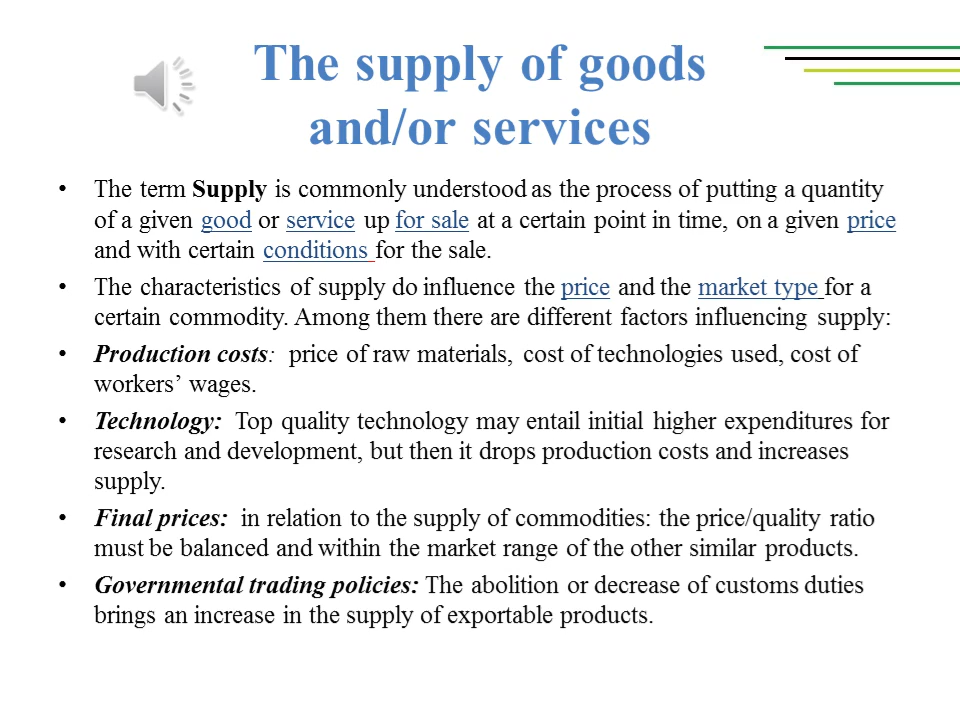 The supply of goods
and/or services
• The term Supply is commonly understood as the process of putting a quantity
of a given good or service up for sale at a certain point in time, on a given price
and with certain conditions for the sale.
• The characteristics of supply do influence the price and the market type for a
certain commodity. Among them there are different factors influencing supply:
• Production costs: price of raw materials, cost of technologies used, cost of
workers’ wages.
• Technology: Top quality technology may entail initial higher expenditures for
research and development, but then it drops production costs and increases
supply.
• Final prices: in relation to the supply of commodities: the price/quality ratio
must be balanced and within the market range of the other similar products.
• Governmental trading policies: The abolition or decrease of customs duties
brings an increase in the supply of exportable products.